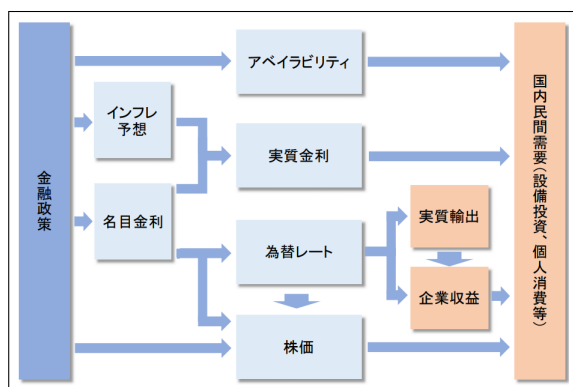 金融政策
アベイラビリティ
インフレ
予想
実質金利
名目金利
為替レート
株価
実質輸出
企業収益
国内民間需要（設備投資、個人消費等）